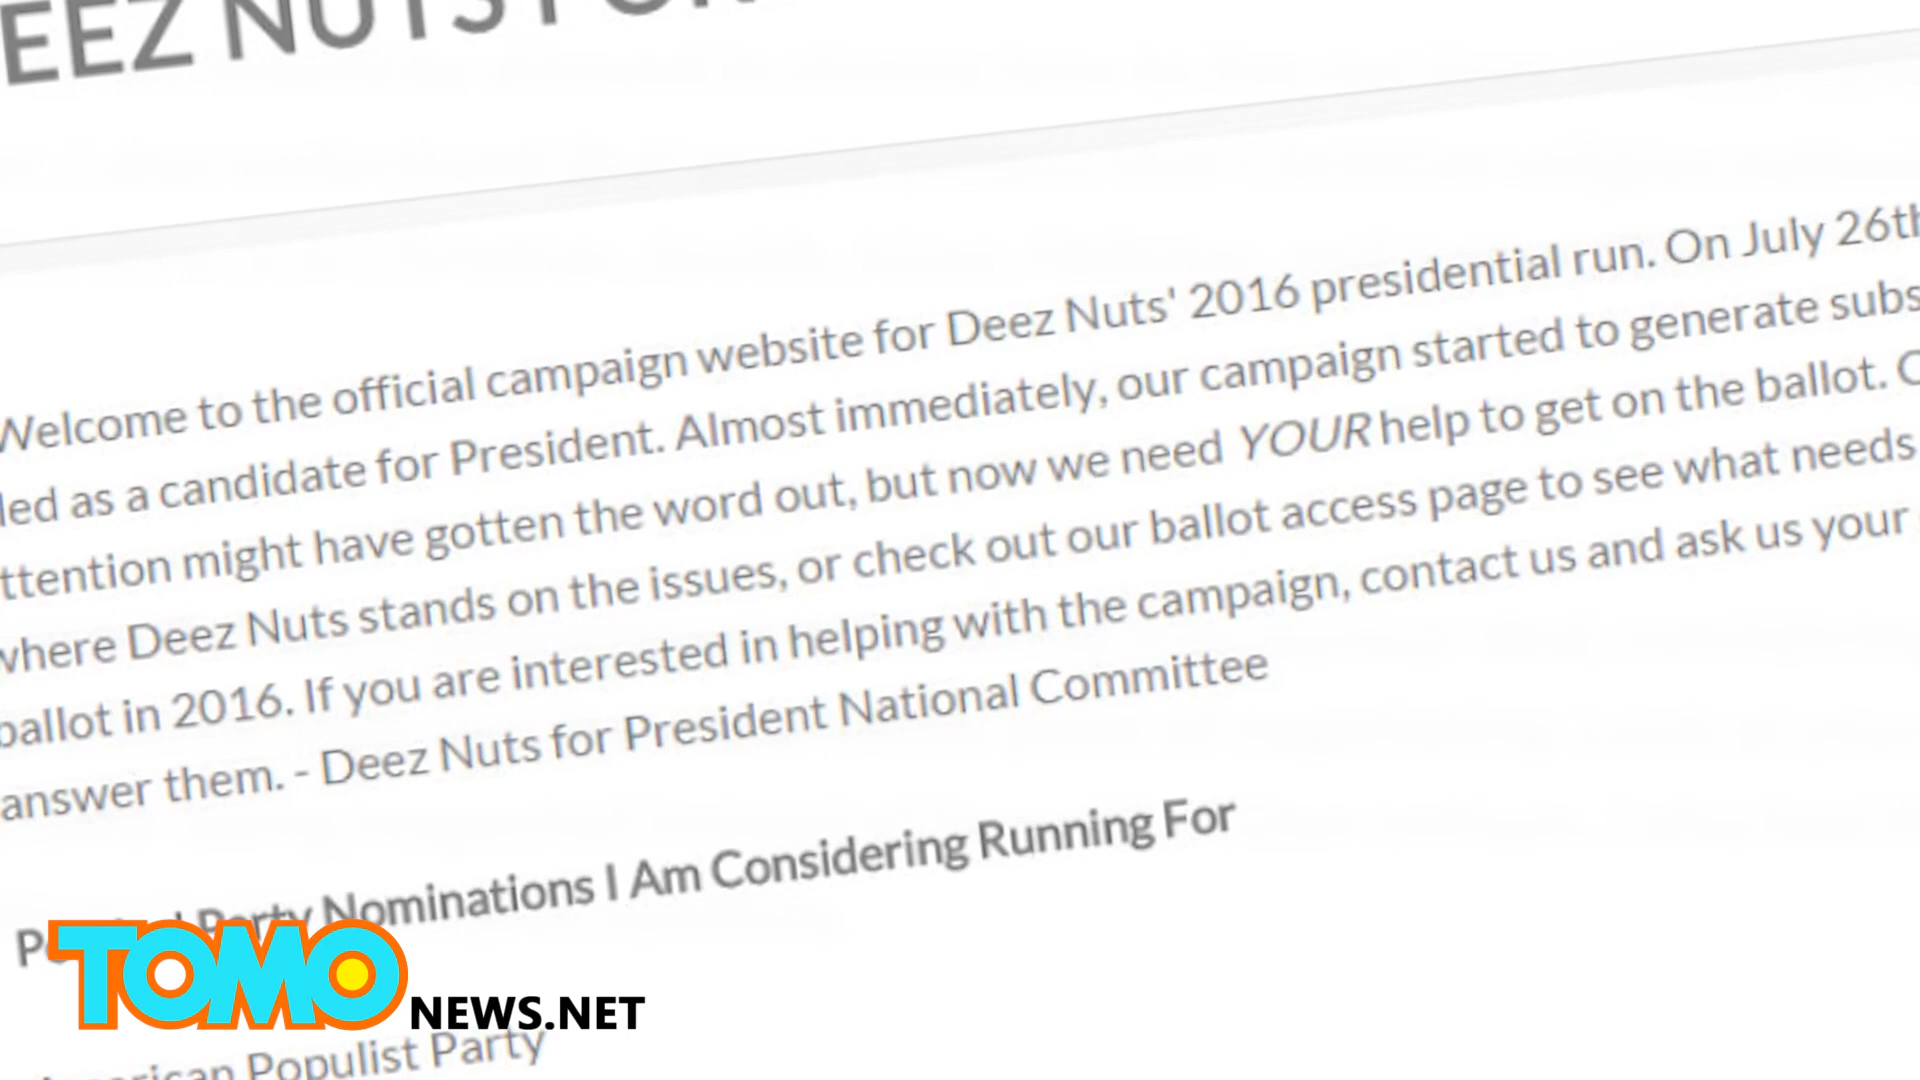 EEZ NUTS
Welcome to the official campaign website for Deez Nuts' 2016 presidential run. On July 26th
led as a candidate for President. Almost immediately, our campaign started to generate subs
ttention might have gotten the word out, but now we need YOUR help to get on the ballot. C
where Deez Nuts stands on the issues, or check out our ballot access page to see what needs
ballot in 2016. If you are interested in helping with the campaign, contact us and ask us your
answer them. - Deez Nuts for President National Committee
Party Nominations I Am Considering Running For
TOMO
NEWS.NET
Populist Party